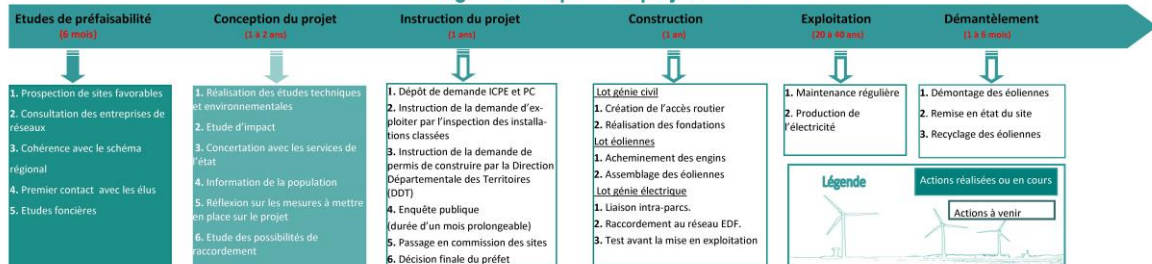 Etudes de préfaisabilité
(6 mois)
Conception du projet
(1 à 2 ans)
Instruction du projet
(1 ans)
Construction
(1 an)
Exploitation
(20 à 40 ans)
Démantèlement
(1 à 6 mois)
1. Prospection de sites favorables
2. Consultation des entreprises de
réseaux
3. Cohérence avec le schéma
régional
4. Premier contact avec les élus
5. Etudes foncières
1. Réalisation des études techniques
et environnementales
2. Etude d'impact
3. Concertation avec les services de
l'état
4. Information de la population
5. Réflexion sur les mesures à mettre
en place sur le projet
6. Etude des possibilités de
raccordement
1. Dépôt de demande ICPE et PC
2. Instruction de la demande d'ex-
ploiter par l'inspection des installa-
tions classées
3. Instruction de la demande de
permis de construire par la Direction
Départementale des Territoires
(DDT)
4. Enquête publique
(durée d'un mois prolongeable)
5. Passage en commission des sites
6. Décision finale du préfet
Lot génie civil
1. Création de l'accès routier
2. Réalisation des fondations
Lot éoliennes
1. Acheminement des engins
2. Assemblage des éoliennes
Lot génie électrique
1. Liaison intra-parcs.
2. Raccordement au réseau EDF.
3. Test avant la mise en exploitation
1. Maintenance régulière
2. Production de
l'électricité
1. Démontage des éoliennes
2. Remise en état du site
3. Recyclage des éoliennes
Légende
Actions réalisées ou en cours
Actions à venir